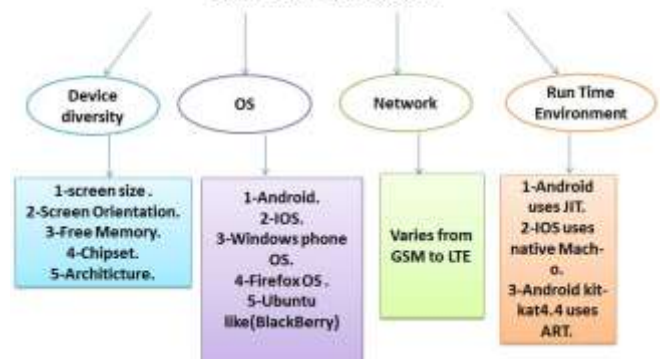 Device
diversity
OS
Network
Run Time
Environment
1-screen size .
2-Screen Orientation.
3-Free Memory.
4-Chipset.
5-Architicture.
1-Android.
2-IOS.
3-Windows phone
OS.
4-Firefox OS .
5-Ubuntu
like(BlackBerry)
Varies from
GSM to LTE
1-Android
uses JIT.
2-IOS uses
native Mach-
o.
3-Android kit-
kat4.4 uses
ART.